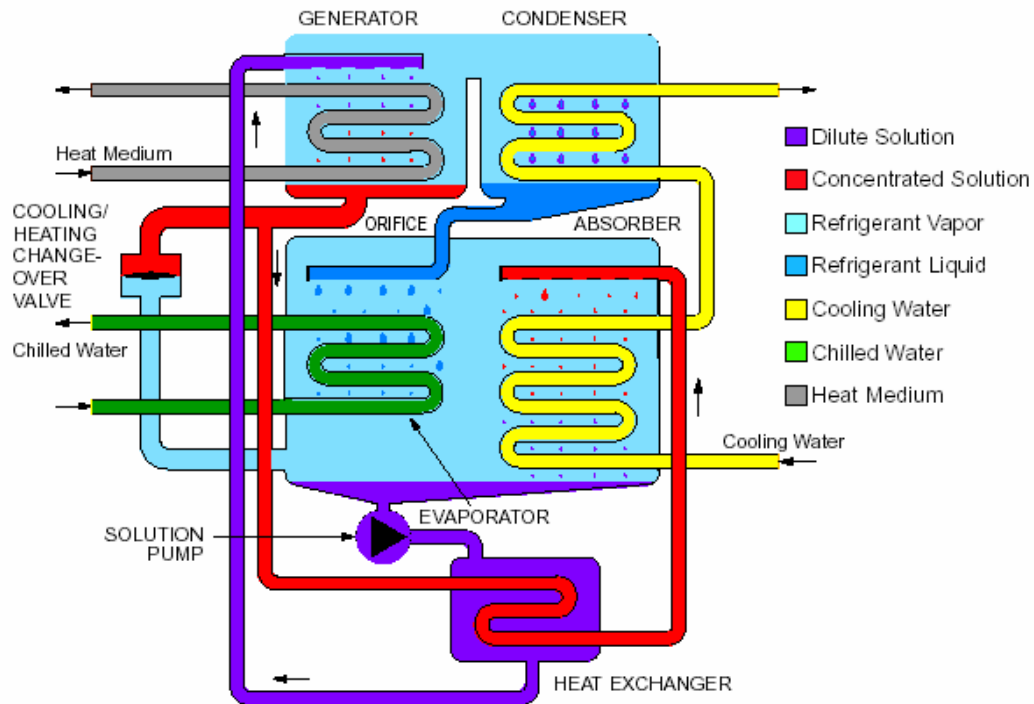 GENERATOR
CONDENSER
Heat Medium
COOLING/
HEATING
CHANGE-
OVER
VALVE
ORIFICE
ABSORBER
Chilled Water
Cooling Water
EVAPORATOR
SOLUTION
PUMP
HEAT EXCHANGER
Dilute Solution
Concentrated Solution
Refrigerant Vapor
Refrigerant Liquid
Cooling Water
Chilled Water
Heat Medium